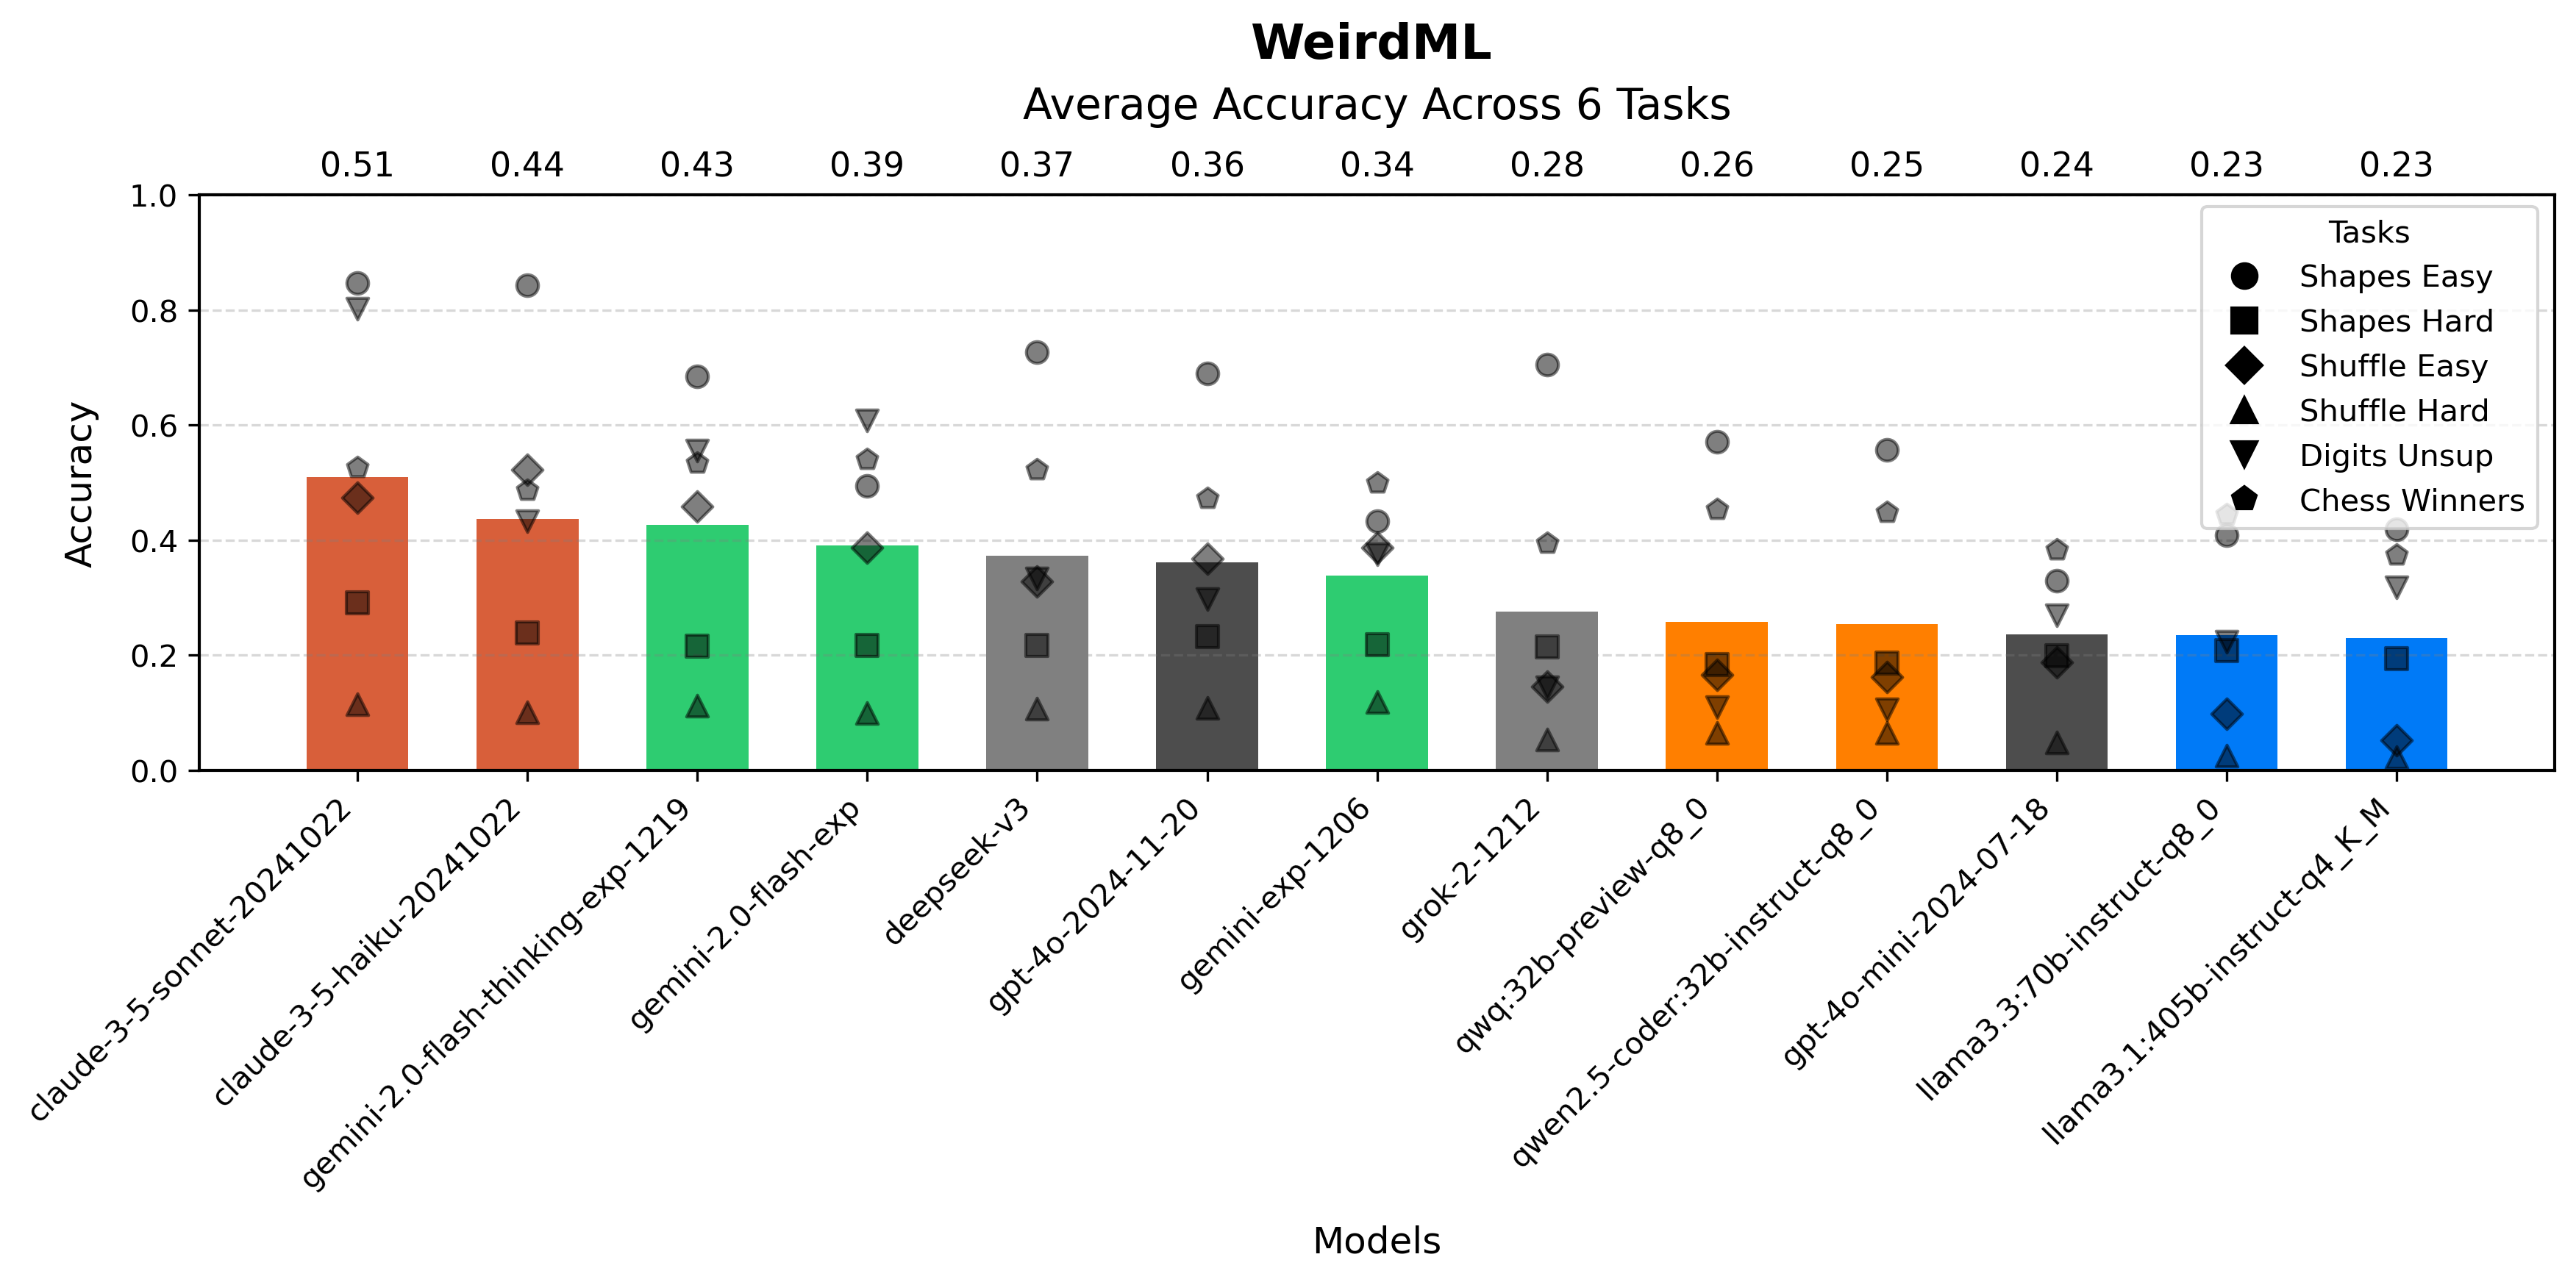 WeirdML
Average Accuracy Across 6 Tasks
0.51 0.44 0.43 0.39 0.37 0.36 0.34 0.28 0.26 0.25 0.24 0.23 0.23
Accuracy
1.0
0.8
0.6
0.4
0.2
0.0
Tasks
Shapes Easy
Shapes Hard
Shuffle Easy
Shuffle Hard
Digits Unsup
Chess Winners
claude-3-5-sonnet-20241022
claude-3-5-haiku-20241022
gemini-2.0-flash-thinking-exp-1219
gemini-2.0-flash-exp
deepseek-v3
gpt-4o-2024-11-20
gemini-exp-1206
grok-2-1212
qwq:32b-preview-q8_0
qwen2.5-coder:32b-instruct-q8_0
gpt-4o-mini-2024-07-18
llama3.3:70b-instruct-q8_0
llama3.1:405b-instruct-q4_K_M
Models